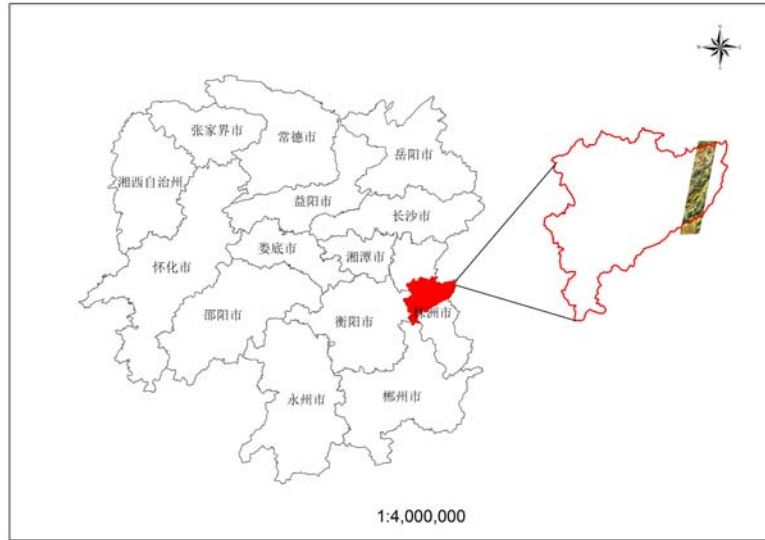 张家界市
常德市
岳阳市
湘西自治州
益阳市
长沙市
娄底市
湘潭市
怀化市
株洲市
邵阳市
衡阳市
永州市
郴州市
1:4,000,000